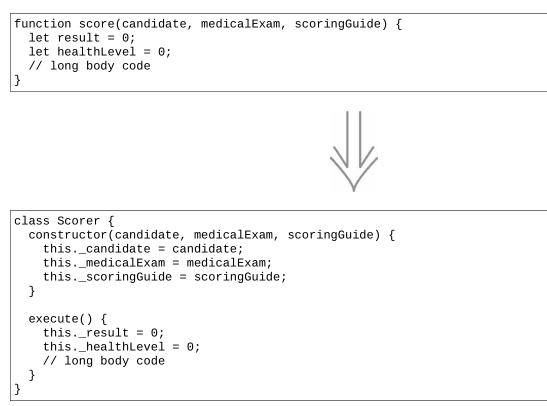 function score(candidate, medicalExam, scoringGuide) {
  let result = 0;
  let healthLevel = 0;
  // long body code
}
class Scorer {
  constructor(candidate, medicalExam, scoringGuide) {
    this._candidate = candidate;
    this._medicalExam = medicalExam;
    this._scoringGuide = scoringGuide;
  }
  execute() {
    this._result = 0;
    this._healthLevel = 0;
    // long body code
  }
}